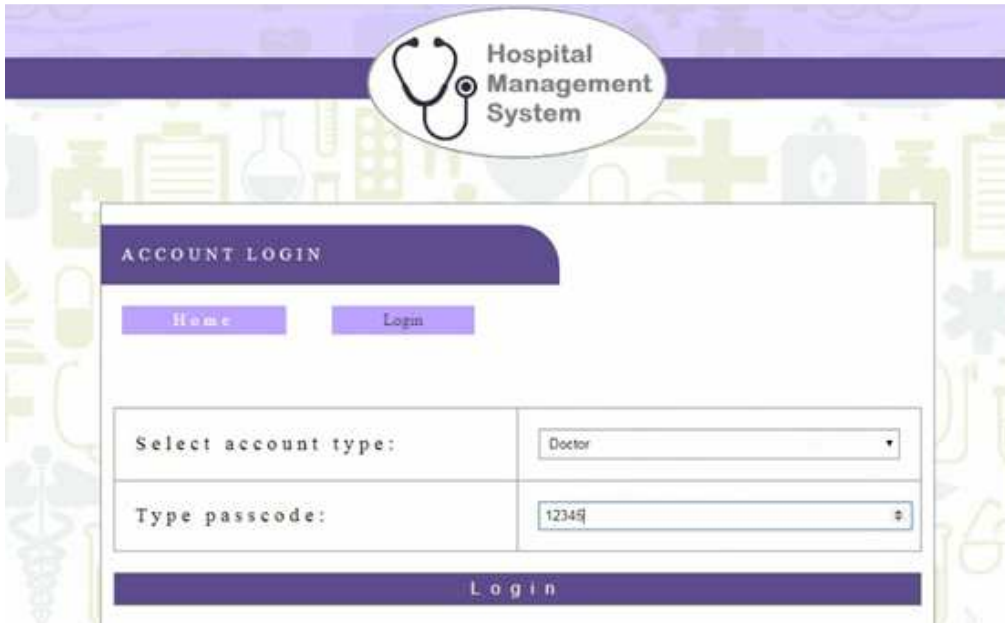 Hospital
Management
System
ACCOUNT LOGIN
Home
Login
Select account type:
Doctor
Type passcode:
12345
Login